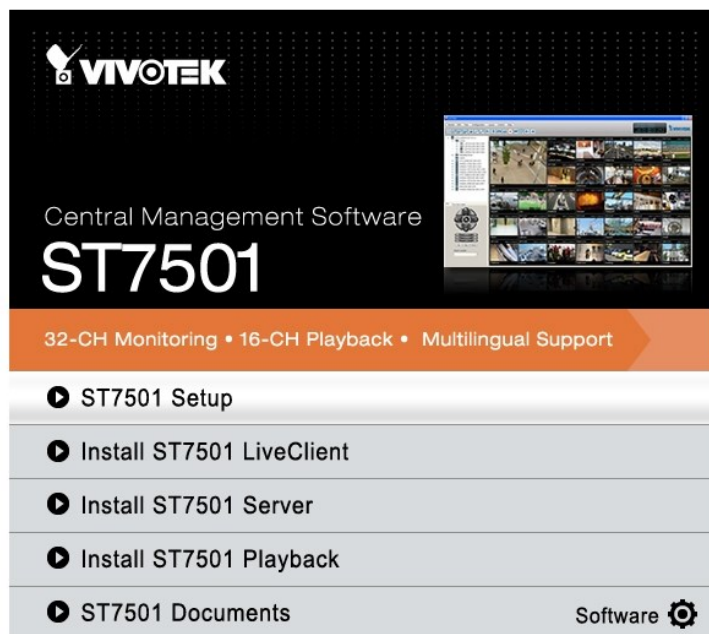 VIVOTEK
Central Management Software
ST7501
32-CH Monitoring • 16-CH Playback • Multilingual Support
ST7501 Setup
Install ST7501 LiveClient
Install ST7501 Server
Install ST7501 Playback
ST7501 Documents
Software